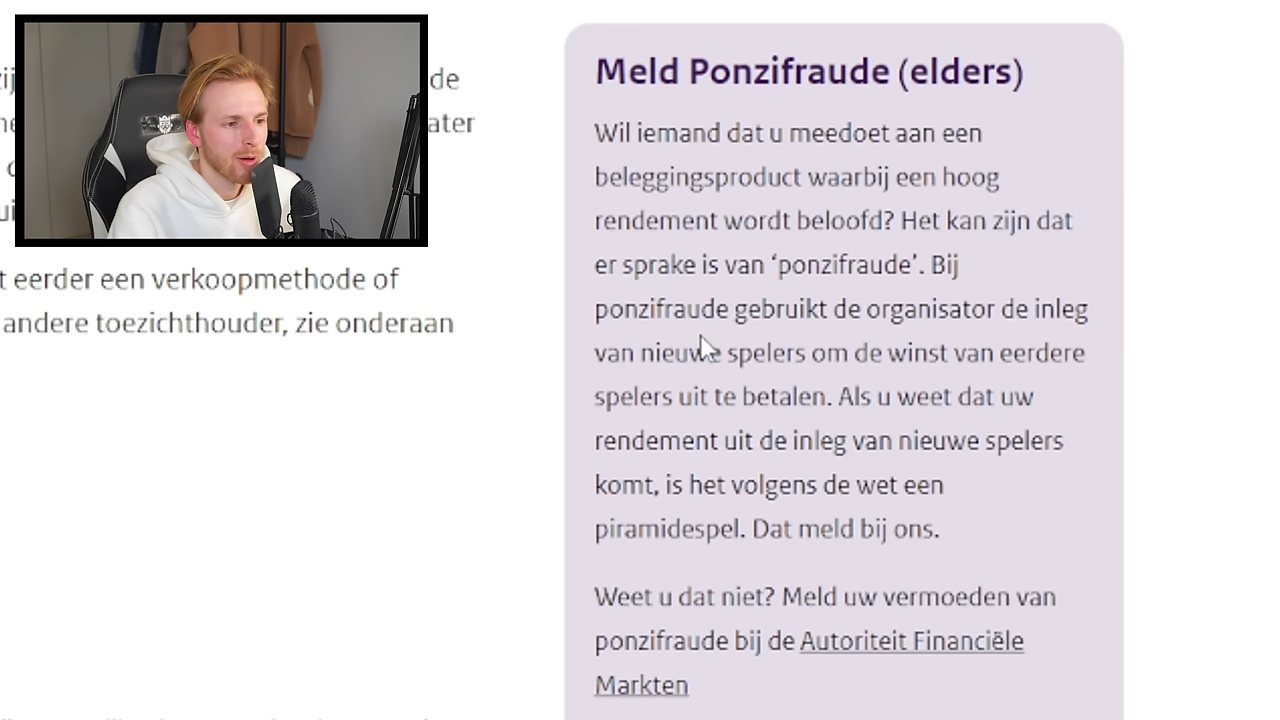 de
ater
t eerder een verkoopmethode of
andere toezichthouder, zie onderaan
Meld Ponzifraude (elders)
Wil iemand dat u meedoet aan een
beleggingsproduct waarbij een hoog
rendement wordt beloofd? Het kan zijn dat
er sprake is van ‘ponzifraude’. Bij
ponzifraude gebruikt de organisator de inleg
van nieuwe spelers om de winst van eerdere
spelers uit te betalen. Als u weet dat uw
rendement uit de inleg van nieuwe spelers
komt, is het volgens de wet een
piramidespel. Dat meld bij ons.
Weet u dat niet? Meld uw vermoeden van
ponzifraude bij de Autoriteit Financiële
Markten